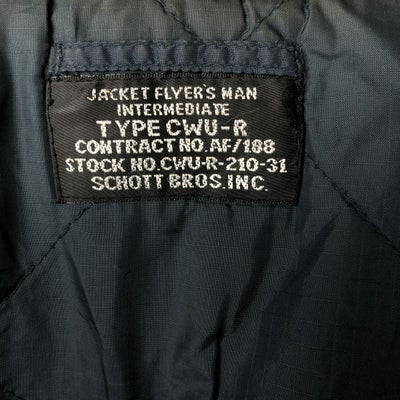 JACKET FLYER'S MAN
INTERMEDIATE
TYPE CWU-R
CONTRACT NO. AF/188
STOCK NO. CWU-R-210-31
SCHOTT BROS. INC.